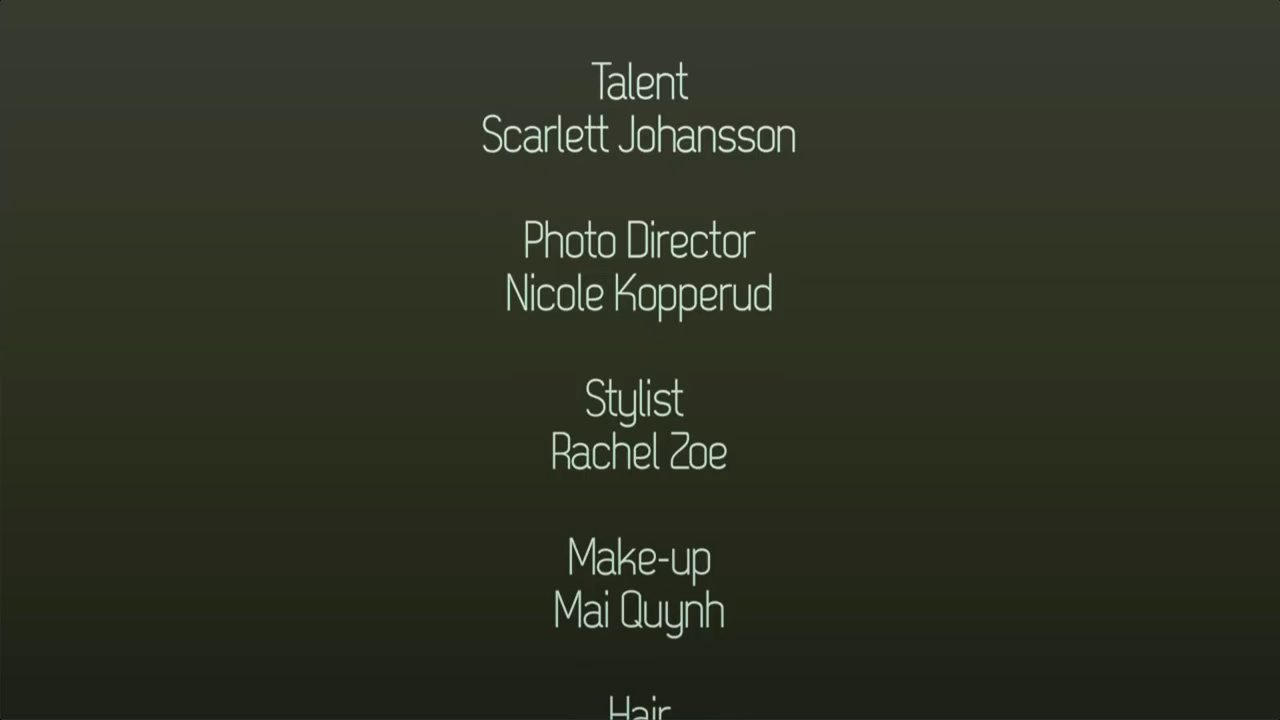 Talent
Scarlett Johansson
Photo Director
Nicole Kopperud
Stylist
Rachel Zoe
Make-up
Mai Quynh
Hair